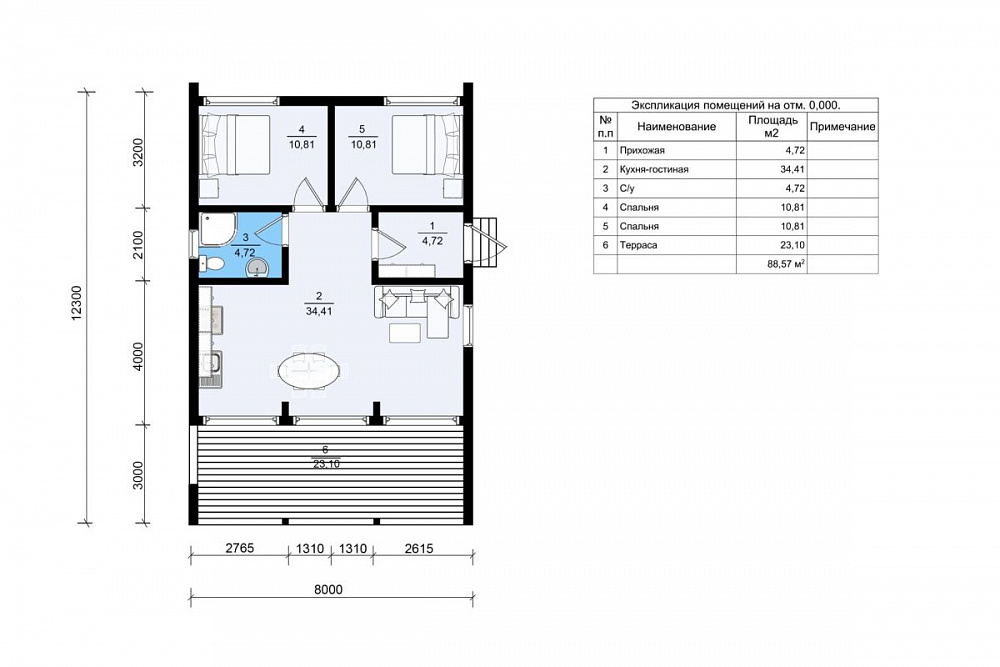 Экспликация помещений на отм. 0,000.
№ п.п Наименование Площадь м2 Примечание
1 Прихожая 4,72
2 Кухня-гостиная 34,41
3 С/у 4,72
4 Спальня 10,81
5 Спальня 10,81
6 Терраса 23,10
88,57 м²
4
10,81
5
10,81
3
4,72
1
4,72
2
34,41
6
23,10
12300
3200
2100
4000
3000
2765 1310 1310 2615
8000